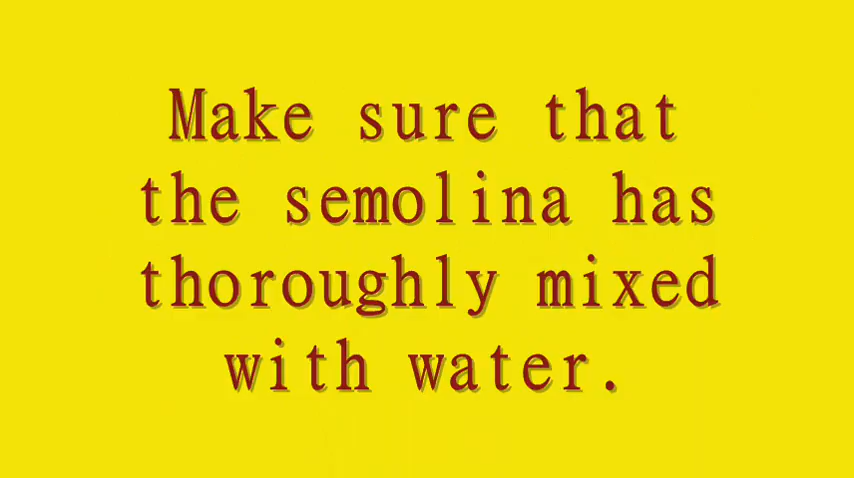 Make sure that
the semolina has
thoroughly mixed
with water.